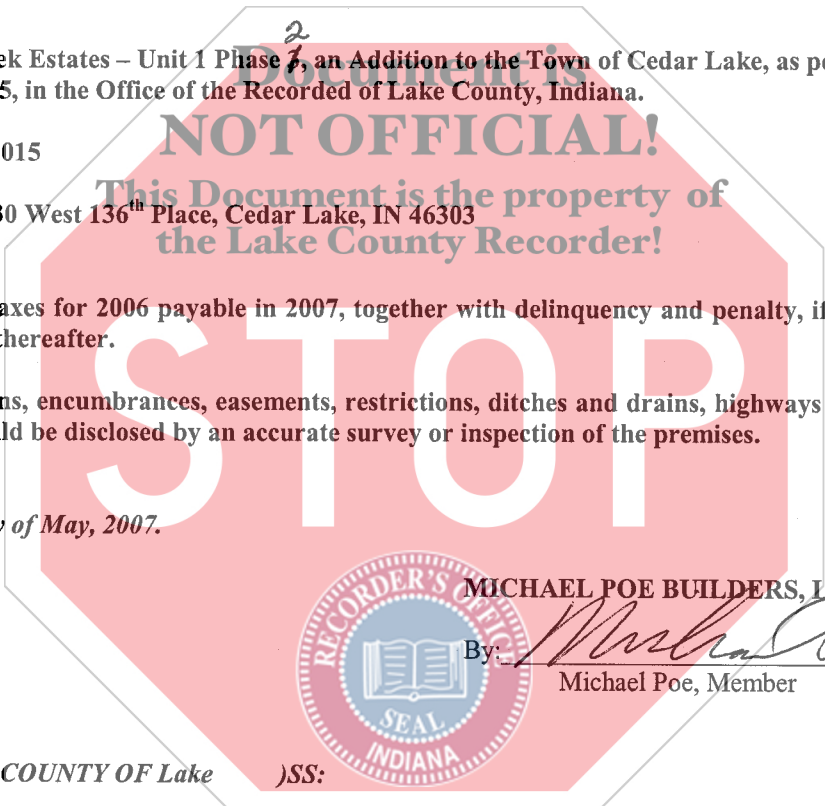 2
ek Estates – Unit 1 Phase , an Addition to the Town of Cedar Lake, as pe
5, in the Office of the Recorded of Lake County, Indiana.
Document is
NOT OFFICIAL!
015
This Document is the property of
30 West 136th Place, Cedar Lake, IN 46303
the Lake County Recorder!
axes for 2006 payable in 2007, together with delinquency and penalty, if
thereafter.
STOP
ns, encumbrances, easements, restrictions, ditches and drains, highways
ld be disclosed by an accurate survey or inspection of the premises.
of May, 2007.
MICHAEL POE BUILDERS, L
By:
Michael Poe, Member
RECORDER'S OFFICE
SEAL
INDIANA
COUNTY OF Lake )SS: